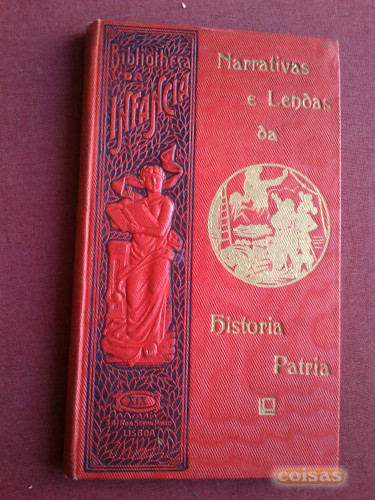 Bibliotheca
DA
INFANCIA
Narrativas
e Lendas
da
Historia
Patria
XIX
LISBOA
coisas